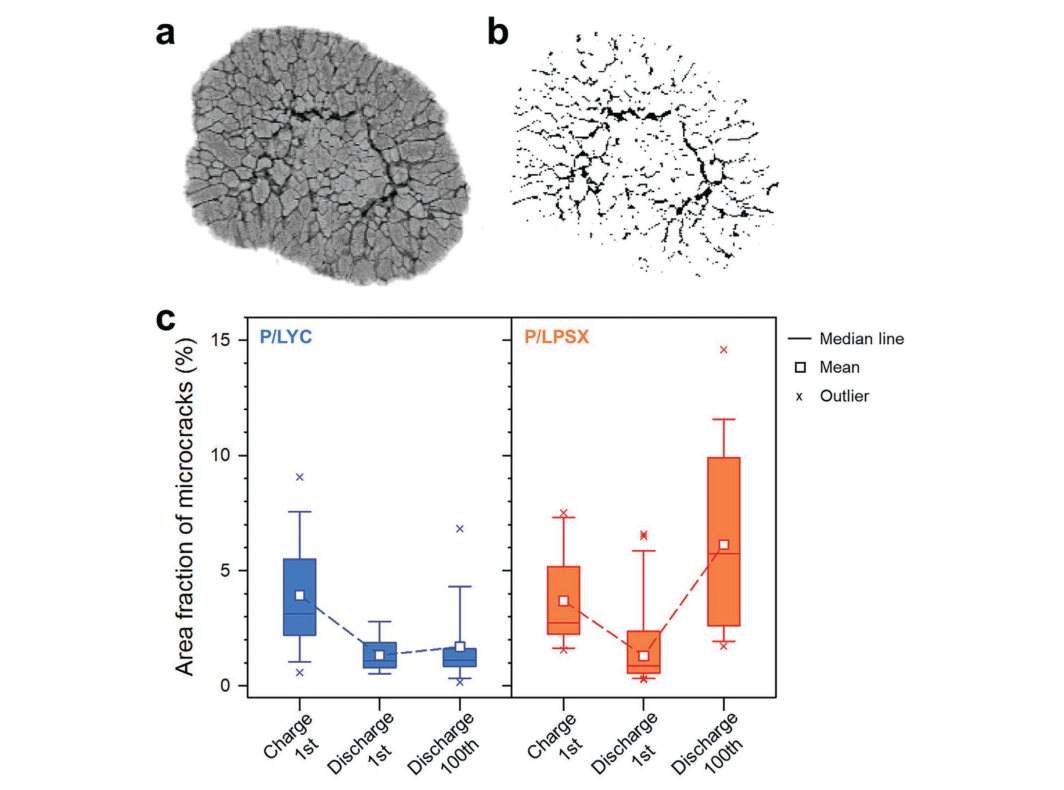 a
b
c
Area fraction of microcracks (%)
15
10
5
0
P/LYC
P/LPSX
Median line
Mean
Outlier
Charge
1st
Discharge
1st
Discharge
100th
Charge
1st
Discharge
1st
Discharge
100th